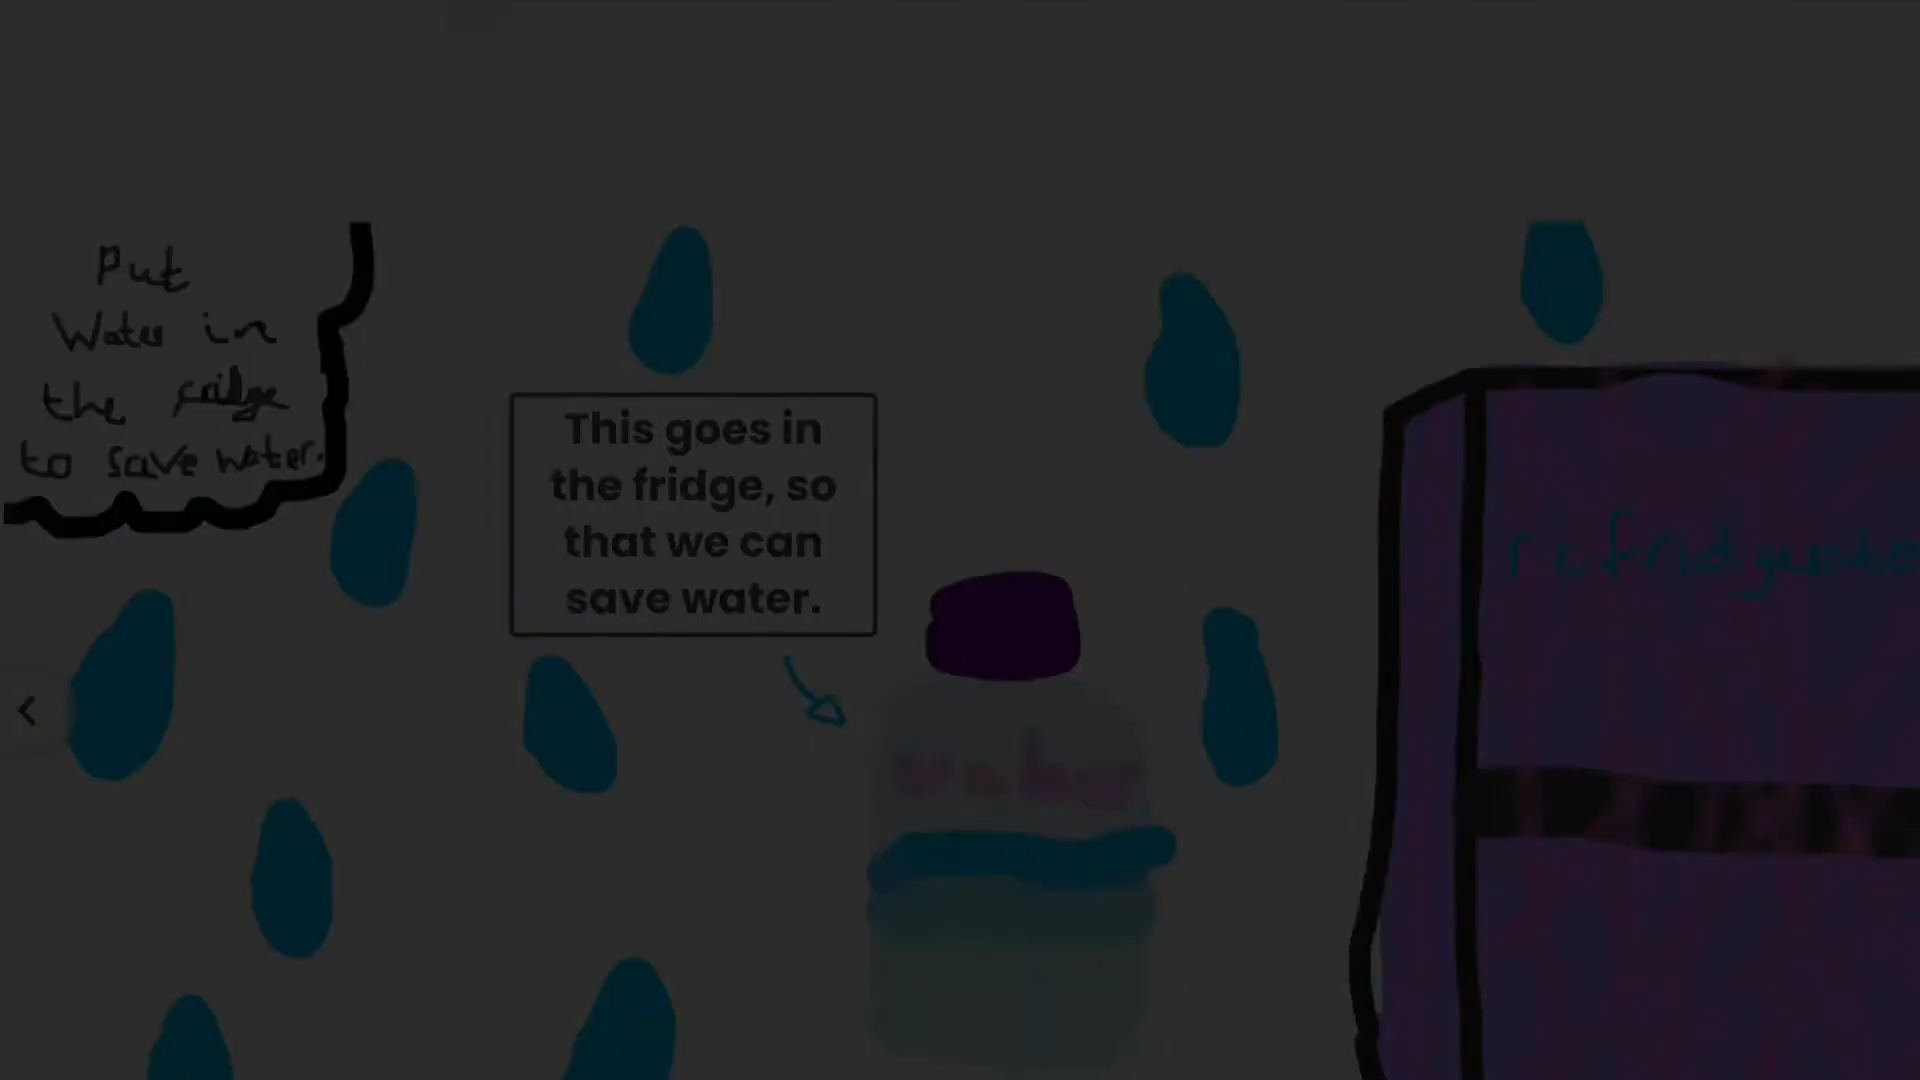 Put
Water in
the fridge
to save water.
This goes in
the fridge, so
that we can
save water.
water